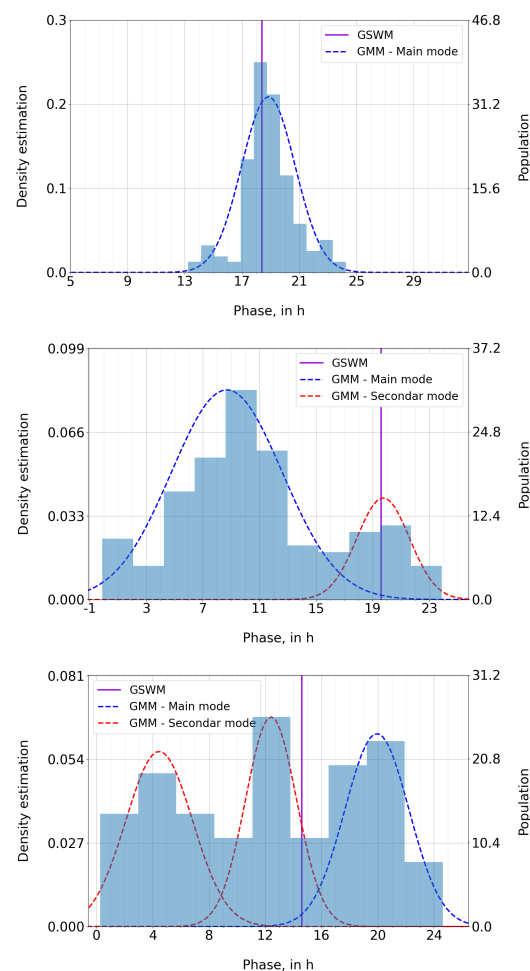 0.3
0.2
0.1
0.0
Density estimation
46.8
31.2
15.6
0.0
Population
GSWM
GMM - Main mode
5 9 13 17 21 25 29
Phase, in h
0.099
0.066
0.033
0.000
Density estimation
37.2
24.8
12.4
0.0
Population
GSWM
GMM - Main mode
GMM - Secondar mode
-1 3 7 11 15 19 23
Phase, in h
0.081
0.054
0.027
0.000
Density estimation
31.2
20.8
10.4
0.0
Population
GSWM
GMM - Main mode
GMM - Secondar mode
0 4 8 12 16 20 24
Phase, in h